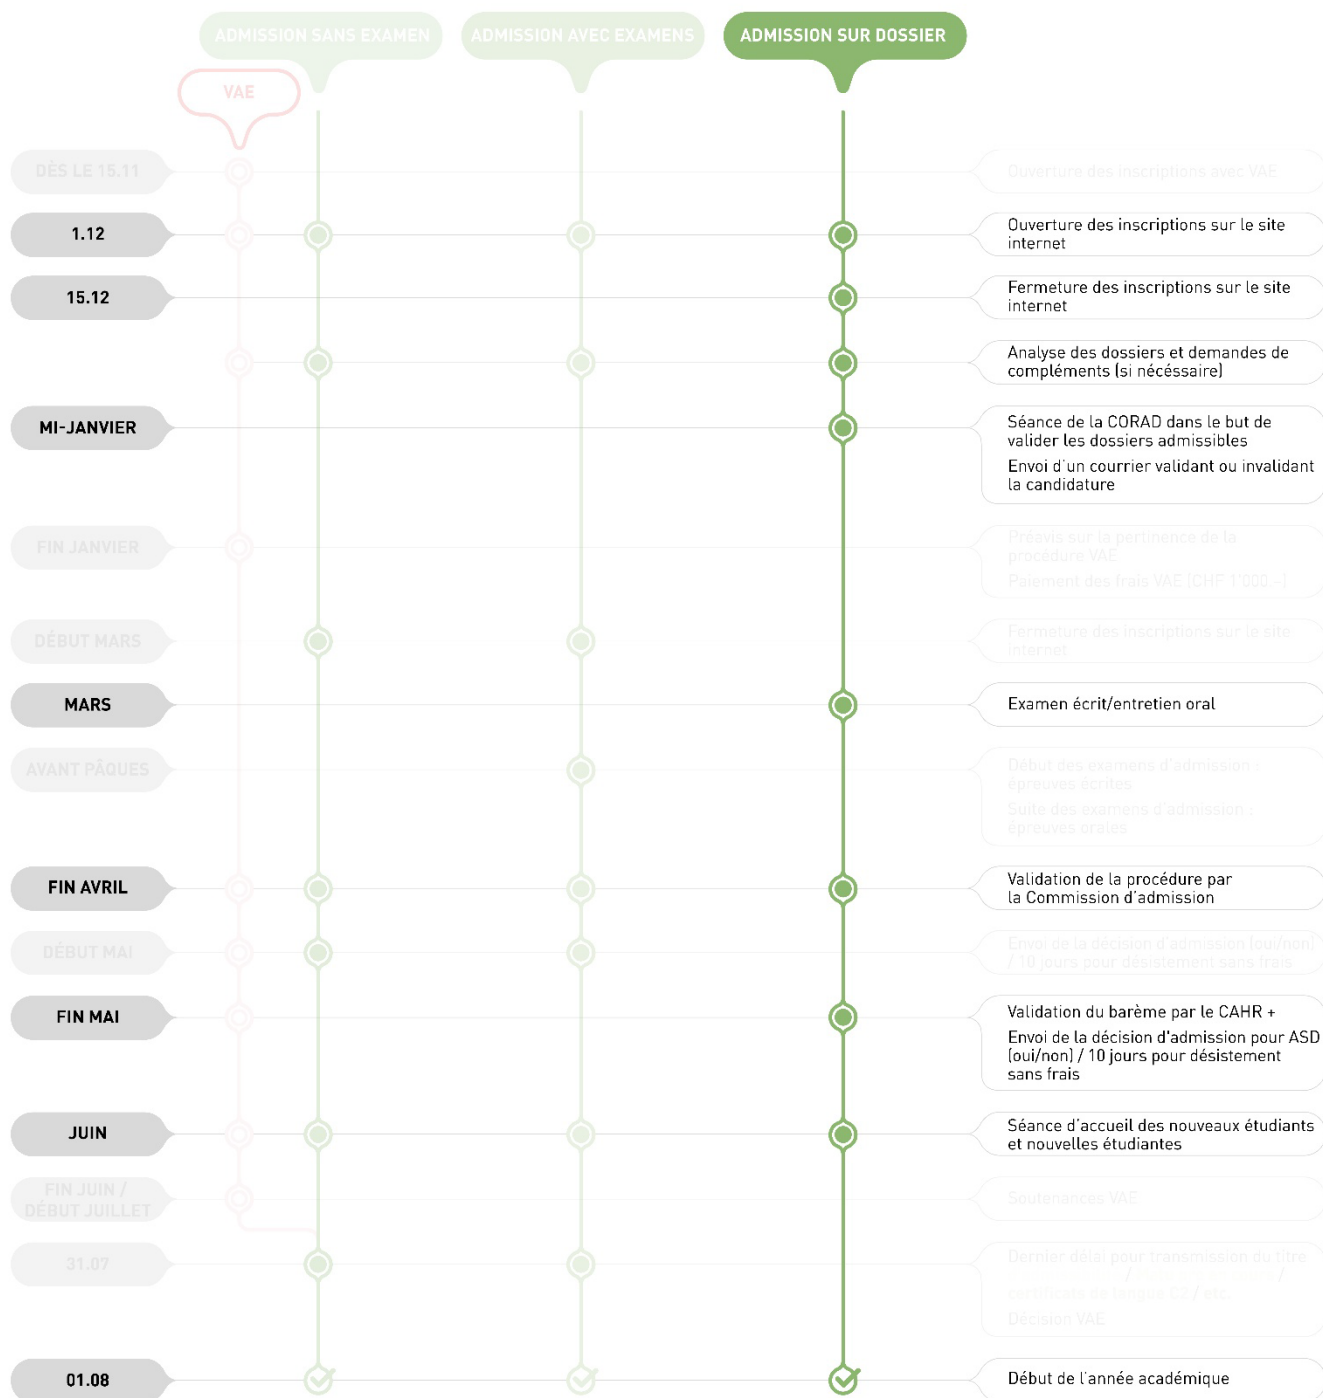 ADMISSION SANS EXAMEN
ADMISSION AVEC EXAMENS
ADMISSION SUR DOSSIER
VAE
DÈS LE 15.11
Ouverture des inscriptions avec VAE
1.12
Ouverture des inscriptions sur le site
internet
15.12
Fermeture des inscriptions sur le site
internet
Analyse des dossiers et demandes de
compléments (si nécéssaire)
MI-JANVIER
Séance de la CORAD dans le but de
valider les dossiers admissibles
Envoi d'un courrier validant ou invalidant
la candidature
FIN JANVIER
Préavis sur la pertinence de la
procédure VAE
Paiement des frais VAE (CHF 1'000.-)
DÉBUT MARS
Fermeture des inscriptions sur le site
internet
MARS
Examen écrit/entretien oral
AVANT PÂQUES
Début des examens d'admission :
épreuves écrites
Suite des examens d'admission :
épreuves orales
FIN AVRIL
Validation de la procédure par
la Commission d'admission
DÉBUT MAI
Envoi de la décision d'admission (oui/non)
/ 10 jours pour désistement sans frais
FIN MAI
Validation du barème par le CAHR +
Envoi de la décision d'admission pour ASD
(oui/non) / 10 jours pour désistement
sans frais
JUIN
Séance d'accueil des nouveaux étudiants
et nouvelles étudiantes
FIN JUIN /
DÉBUT JUILLET
Soutenances VAE
31.07
Dernier délai pour transmission du titre
/ /
certificats de langue C2 / etc.
Décision VAE
01.08
Début de l'année académique